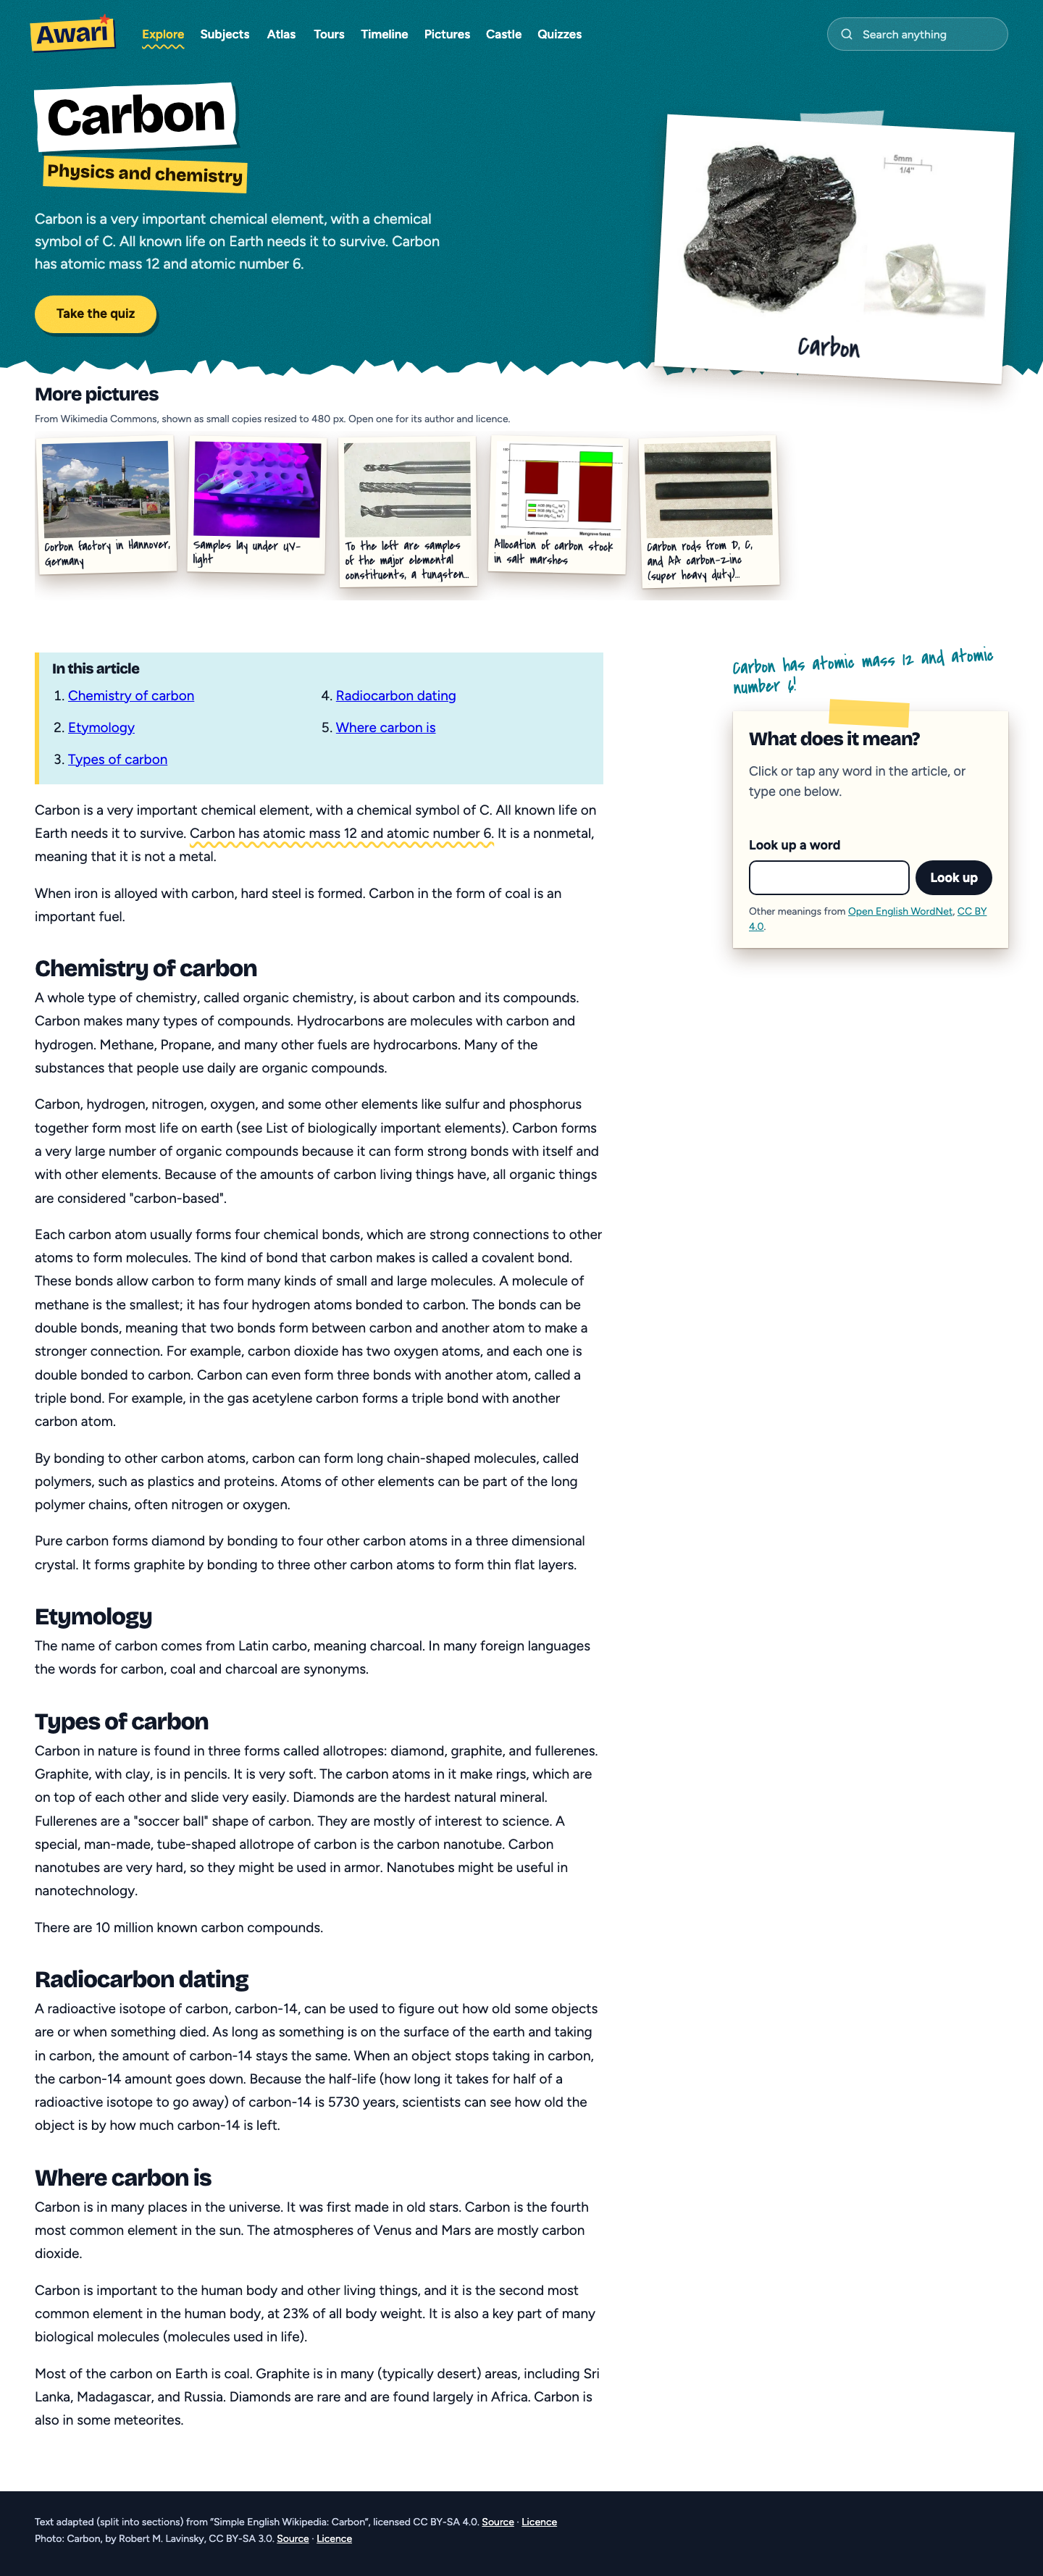 Awari
Explore
Subjects
Atlas
Tours
Timeline
Pictures
Castle
Quizzes
Search anything
Carbon
Physics and chemistry
Carbon is a very important chemical element, with a chemical
symbol of C. All known life on Earth needs it to survive. Carbon
has atomic mass 12 and atomic number 6.
Take the quiz
5mm
1/4"
Carbon
More pictures
From Wikimedia Commons, shown as small copies resized to 480 px. Open one for its author and licence.
Carbon factory in Hannover,
Germany
Samples lay under UV-
light
To the left are samples
of the major elemental
constituents, a tungsten…
Salt marsh
Mangrove forest
Allocation of carbon stock
in salt marshes
Carbon rods from D, C,
and AA carbon-zinc
(super heavy duty)…
In this article
1. Chemistry of carbon
2. Etymology
3. Types of carbon
4. Radiocarbon dating
5. Where carbon is
Carbon has atomic mass 12 and atomic
number 6!
What does it mean?
Click or tap any word in the article, or
type one below.
Look up a word
Look up
Other meanings from Open English WordNet, CC BY
4.0.
Carbon is a very important chemical element, with a chemical symbol of C. All known life on
Earth needs it to survive. Carbon has atomic mass 12 and atomic number 6. It is a nonmetal,
meaning that it is not a metal.
When iron is alloyed with carbon, hard steel is formed. Carbon in the form of coal is an
important fuel.
Chemistry of carbon
A whole type of chemistry, called organic chemistry, is about carbon and its compounds.
Carbon makes many types of compounds. Hydrocarbons are molecules with carbon and
hydrogen. Methane, Propane, and many other fuels are hydrocarbons. Many of the
substances that people use daily are organic compounds.
Carbon, hydrogen, nitrogen, oxygen, and some other elements like sulfur and phosphorus
together form most life on earth (see List of biologically important elements). Carbon forms
a very large number of organic compounds because it can form strong bonds with itself and
with other elements. Because of the amounts of carbon living things have, all organic things
are considered "carbon-based".
Each carbon atom usually forms four chemical bonds, which are strong connections to other
atoms to form molecules. The kind of bond that carbon makes is called a covalent bond.
These bonds allow carbon to form many kinds of small and large molecules. A molecule of
methane is the smallest; it has four hydrogen atoms bonded to carbon. The bonds can be
double bonds, meaning that two bonds form between carbon and another atom to make a
stronger connection. For example, carbon dioxide has two oxygen atoms, and each one is
double bonded to carbon. Carbon can even form three bonds with another atom, called a
triple bond. For example, in the gas acetylene carbon forms a triple bond with another
carbon atom.
By bonding to other carbon atoms, carbon can form long chain-shaped molecules, called
polymers, such as plastics and proteins. Atoms of other elements can be part of the long
polymer chains, often nitrogen or oxygen.
Pure carbon forms diamond by bonding to four other carbon atoms in a three dimensional
crystal. It forms graphite by bonding to three other carbon atoms to form thin flat layers.
Etymology
The name of carbon comes from Latin carbo, meaning charcoal. In many foreign languages
the words for carbon, coal and charcoal are synonyms.
Types of carbon
Carbon in nature is found in three forms called allotropes: diamond, graphite, and fullerenes.
Graphite, with clay, is in pencils. It is very soft. The carbon atoms in it make rings, which are
on top of each other and slide very easily. Diamonds are the hardest natural mineral.
Fullerenes are a "soccer ball" shape of carbon. They are mostly of interest to science. A
special, man-made, tube-shaped allotrope of carbon is the carbon nanotube. Carbon
nanotubes are very hard, so they might be used in armor. Nanotubes might be useful in
nanotechnology.
There are 10 million known carbon compounds.
Radiocarbon dating
A radioactive isotope of carbon, carbon-14, can be used to figure out how old some objects
are or when something died. As long as something is on the surface of the earth and taking
in carbon, the amount of carbon-14 stays the same. When an object stops taking in carbon,
the carbon-14 amount goes down. Because the half-life (how long it takes for half of a
radioactive isotope to go away) of carbon-14 is 5730 years, scientists can see how old the
object is by how much carbon-14 is left.
Where carbon is
Carbon is in many places in the universe. It was first made in old stars. Carbon is the fourth
most common element in the sun. The atmospheres of Venus and Mars are mostly carbon
dioxide.
Carbon is important to the human body and other living things, and it is the second most
common element in the human body, at 23% of all body weight. It is also a key part of many
biological molecules (molecules used in life).
Most of the carbon on Earth is coal. Graphite is in many (typically desert) areas, including Sri
Lanka, Madagascar, and Russia. Diamonds are rare and are found largely in Africa. Carbon is
also in some meteorites.
Text adapted (split into sections) from "Simple English Wikipedia: Carbon", licensed CC BY-SA 4.0. Source · Licence
Photo: Carbon, by Robert M. Lavinsky, CC BY-SA 3.0. Source · Licence